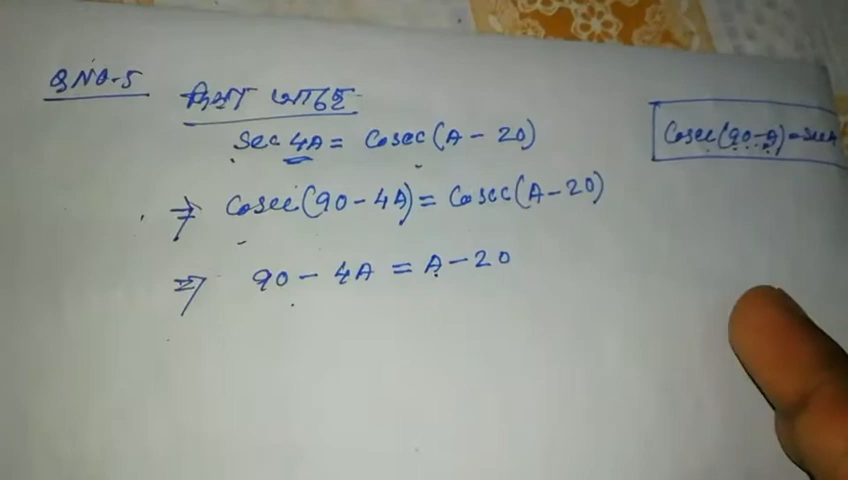 QNo-5
দিয়া আছে
Sec 4A = Cosec(A - 20)
Cosec(90-A) = SecA
⇒ Cosec(90 - 4A) = Cosec(A - 20)
⇒ 90 - 4A = A - 20